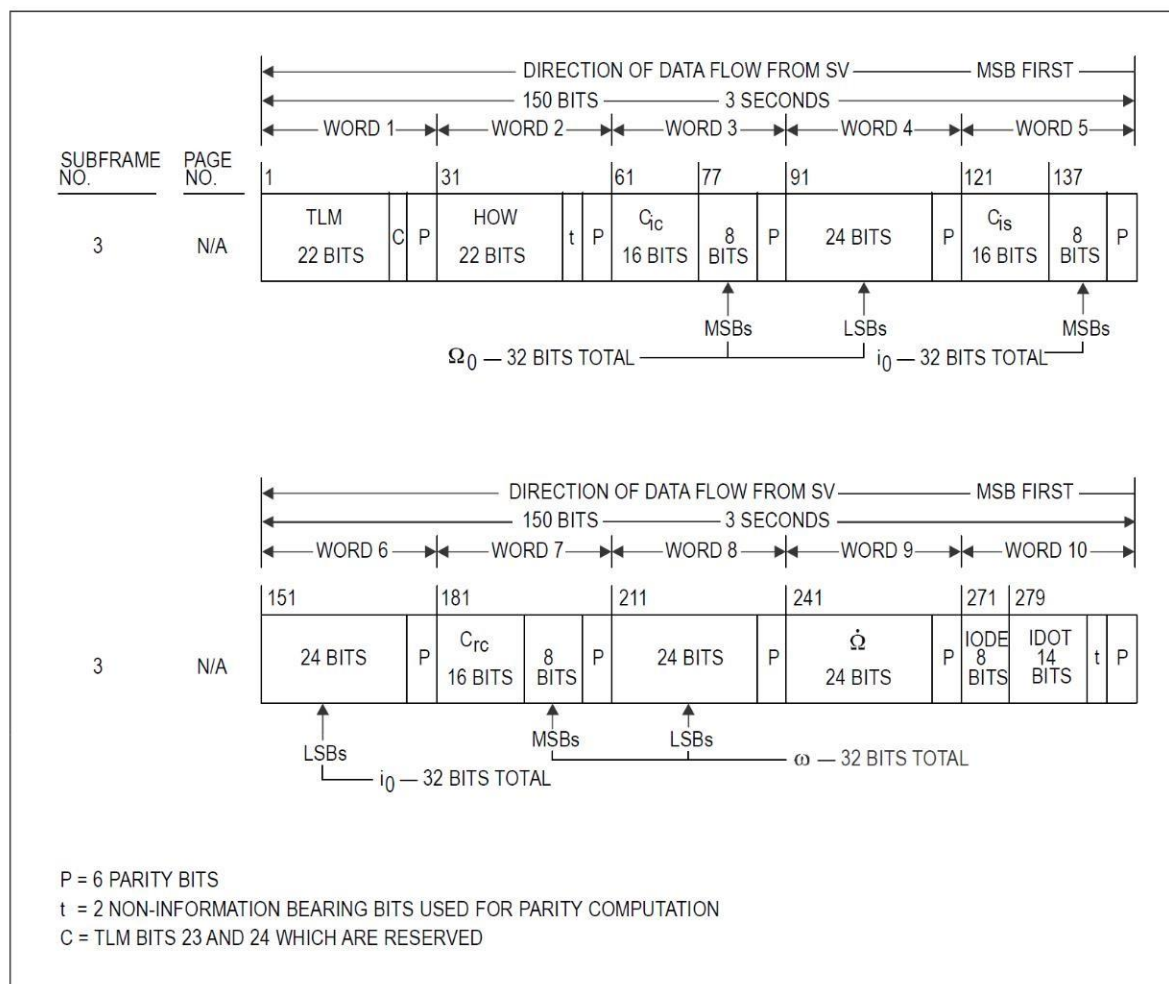 DIRECTION OF DATA FLOW FROM SV MSB FIRST
150 BITS 3 SECONDS
WORD 1 WORD 2 WORD 3 WORD 4 WORD 5
SUBFRAME NO. PAGE NO. 1 31 61 77 91 121 137
3 N/A TLM 22 BITS C P HOW 22 BITS t P Cic 16 BITS 8 BITS P 24 BITS P Cis 16 BITS 8 BITS P
MSBs LSBs MSBs
Ω0 — 32 BITS TOTAL i0 — 32 BITS TOTAL
DIRECTION OF DATA FLOW FROM SV MSB FIRST
150 BITS 3 SECONDS
WORD 6 WORD 7 WORD 8 WORD 9 WORD 10
151 181 211 241 271 279
3 N/A 24 BITS P Crc 16 BITS 8 BITS P 24 BITS P Ω̇ 24 BITS P IODE 8 BITS IDOT 14 BITS t P
LSBs MSBs LSBs
i0 — 32 BITS TOTAL ω — 32 BITS TOTAL
P = 6 PARITY BITS
t = 2 NON-INFORMATION BEARING BITS USED FOR PARITY COMPUTATION
C = TLM BITS 23 AND 24 WHICH ARE RESERVED